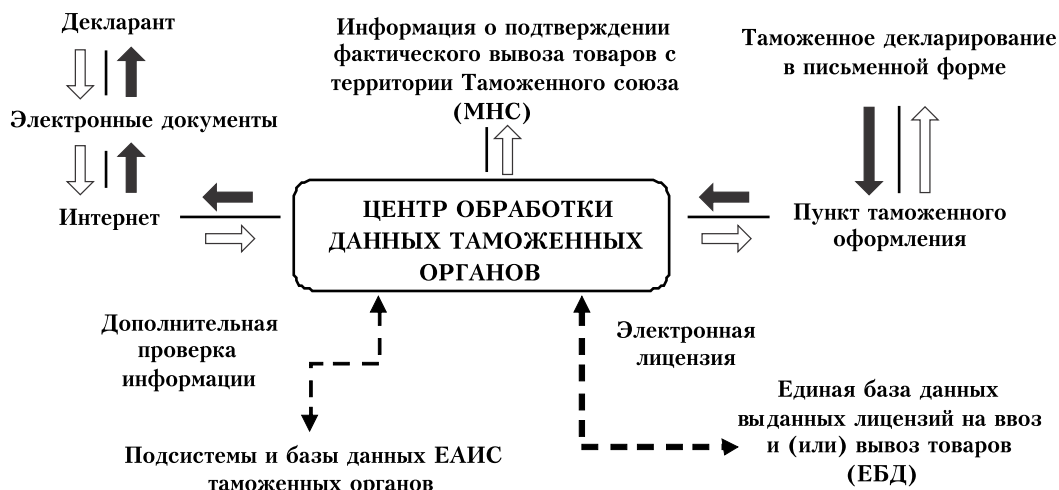 Декларант
Электронные документы
Интернет
Информация о подтверждении
фактического вывоза товаров с
территории Таможенного союза
(МНС)
Таможенное декларирование
в письменной форме
ЦЕНТР ОБРАБОТКИ
ДАННЫХ ТАМОЖЕННЫХ
ОРГАНОВ
Пункт таможенного
оформления
Дополнительная
проверка
информации
Электронная
лицензия
Подсистемы и базы данных ЕАИС
таможенных органов
Единая база данных
выданных лицензий на ввоз
и (или) вывоз товаров
(ЕБД)